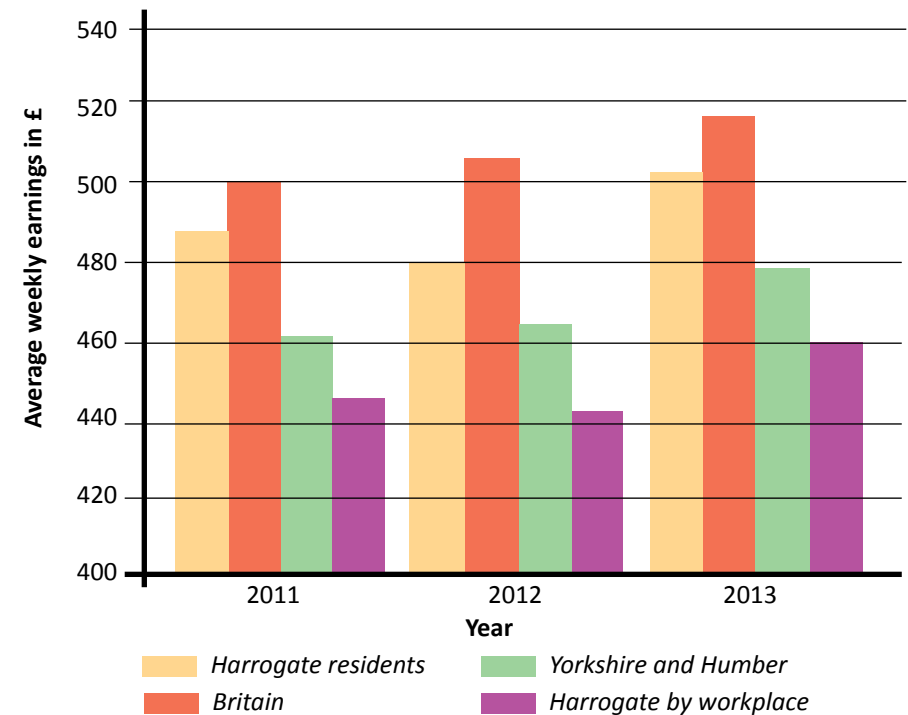 Average weekly earnings in £
540
520
500
480
460
440
420
400
2011 2012 2013
Year
Harrogate residents Yorkshire and Humber
Britain Harrogate by workplace